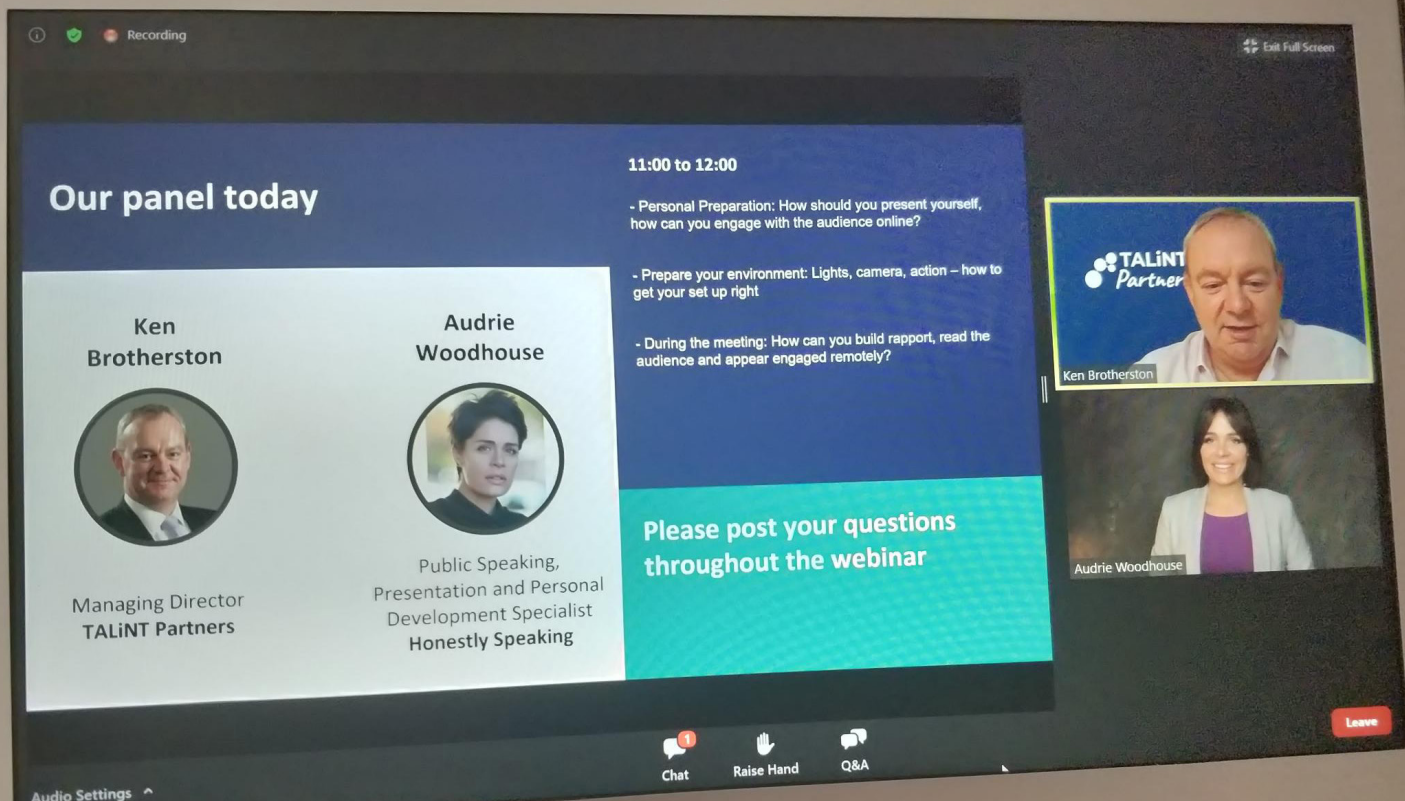 Recording
Exit Full Screen
Our panel today
Ken
Brotherston
Managing Director
TALiNT Partners
Audrie
Woodhouse
Public Speaking,
Presentation and Personal
Development Specialist
Honestly Speaking
11:00 to 12:00
- Personal Preparation: How should you present yourself,
how can you engage with the audience online?
- Prepare your environment: Lights, camera, action – how to
get your set up right
- During the meeting: How can you build rapport, read the
audience and appear engaged remotely?
Please post your questions
throughout the webinar
TALiNT
Partner
Ken Brotherston
Audrie Woodhouse
Audio Settings
1
Chat
Raise Hand
Q&A
Leave